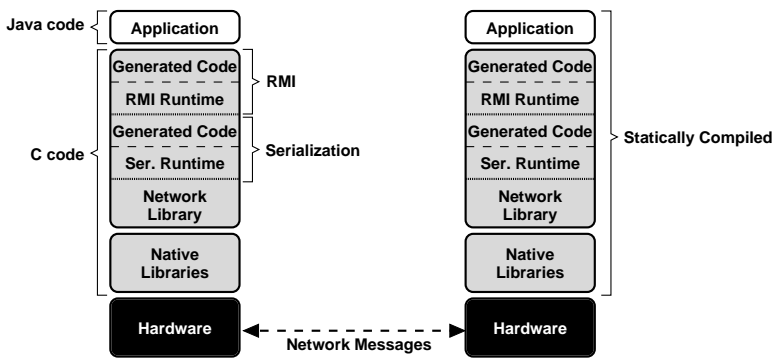 Java code
Application
Generated Code
RMI Runtime
RMI
Generated Code
Ser. Runtime
Serialization
C code
Network
Library
Native
Libraries
Hardware
Network Messages
Application
Generated Code
RMI Runtime
Generated Code
Ser. Runtime
Statically Compiled
Network
Library
Native
Libraries
Hardware